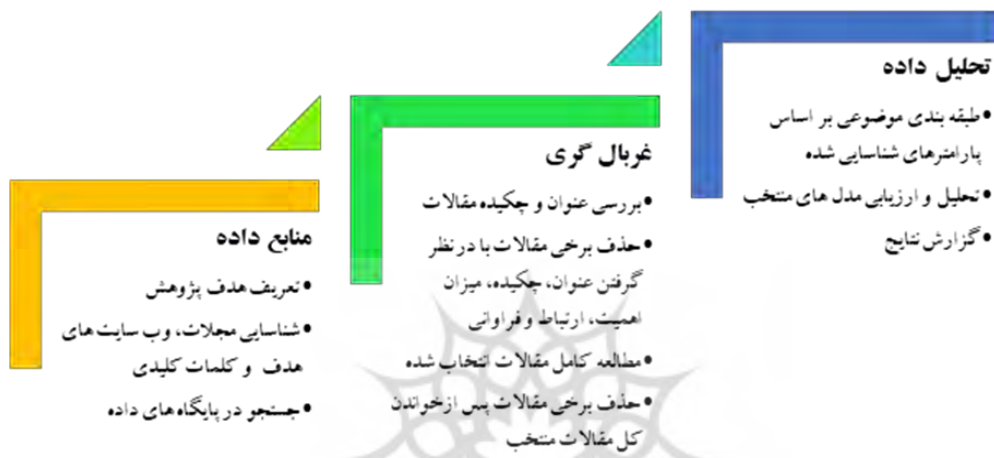 منابع داده
•تعریف هدف پژوهش
•شناسایی مجلات، وب سایت های
هدف و کلمات کلیدی
•جستجو در پایگاه های داده
غربال گری
•بررسی عنوان و چکیده مقالات
•حذف برخی مقالات با در نظر
گرفتن عنوان، چکیده، میزان
اهمیت، ارتباط و فراوانی
•مطالعه کامل مقالات انتخاب شده
•حذف برخی مقالات پس از خواندن
کل مقالات منتخب
تحلیل داده
•طبقه بندی موضوعی بر اساس
پارامترهای شناسایی شده
•تحلیل و ارزیابی مدل های منتخب
•گزارش نتایج